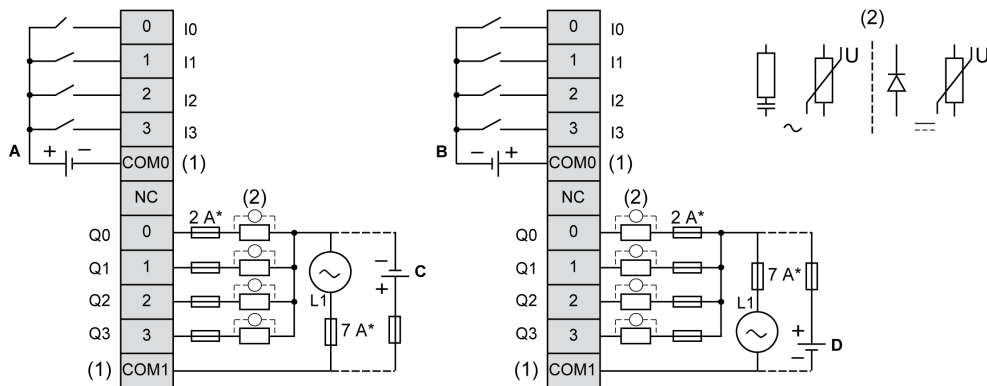 0 I0
1 I1
2 I2
3 I3
A + − COM0 (1)
NC
(2)
Q0 0 2 A*
Q1 1
Q2 2
Q3 3
L1
7 A*
− + C
(1) COM1
0 I0
1 I1
2 I2
3 I3
B − + COM0 (1)
NC
(2)
Q0 0 2 A*
Q1 1
Q2 2
Q3 3
7 A*
L1
+ − D
(1) COM1
(2)
U U